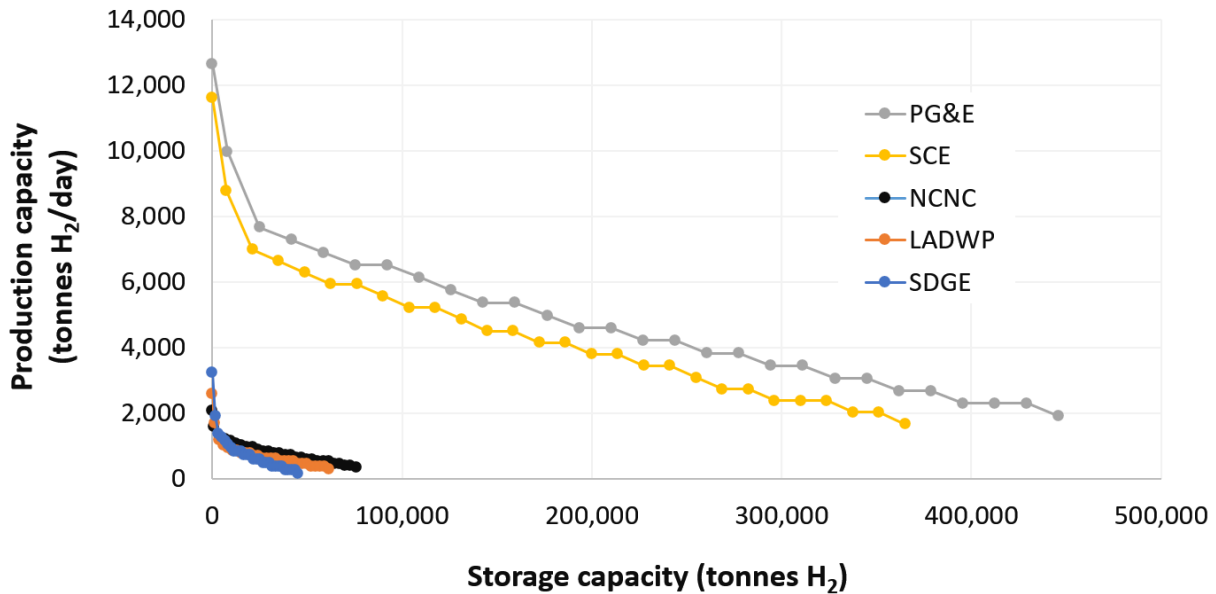 14,000
12,000
10,000
8,000
6,000
4,000
2,000
0
Production capacity
(tonnes H₂/day)
PG&E
SCE
NCNC
LADWP
SDGE
0
100,000
200,000
300,000
400,000
500,000
Storage capacity (tonnes H₂)